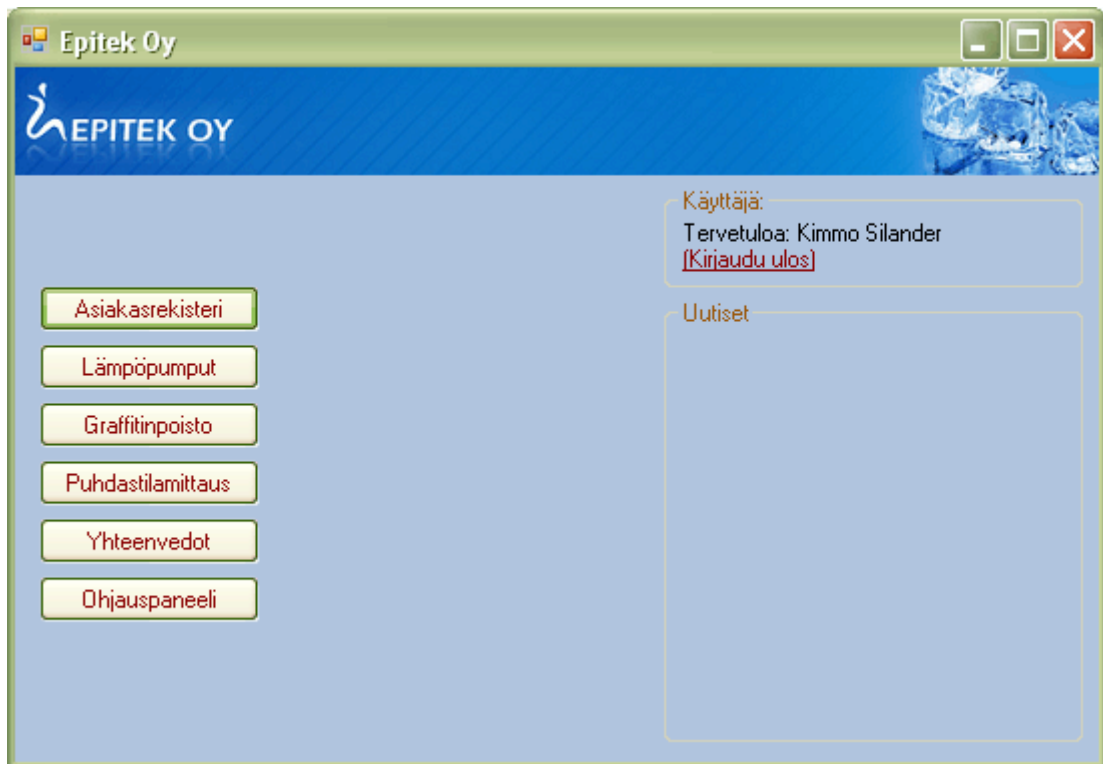 Epitek Oy
EPITEK OY
Käyttäjä:
Tervetuloa: Kimmo Silander
(Kirjaudu ulos)
Uutiset
Asiakasrekisteri
Lämpöpumput
Graffitinpoisto
Puhdastilamittaus
Yhteenvedot
Ohjauspaneeli